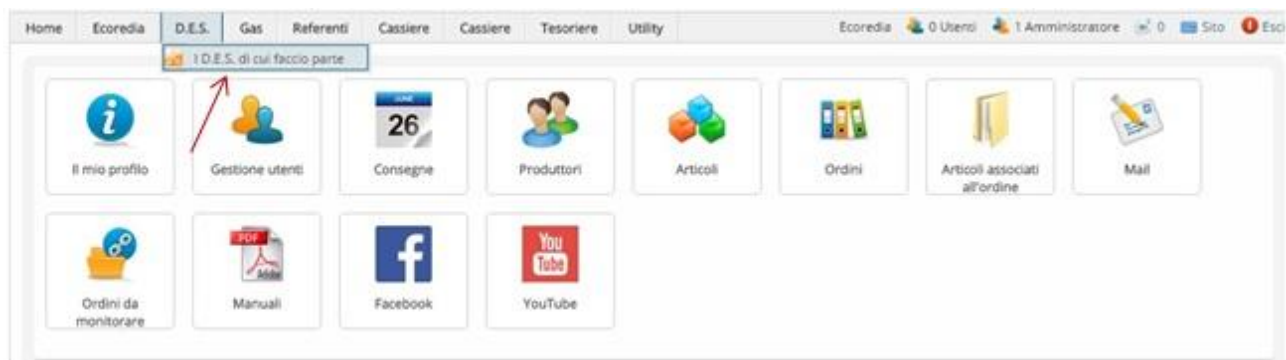 Home Ecoredia D.E.S. Gas Referenti Cassiere Cassiere Tesoriere Utility Ecoredia 0 Utenti 1 Amministratore 0 Sito Esci
I D.E.S. di cui faccio parte
JUNE
26
Il mio profilo Gestione utenti Consegne Produttori Articoli Ordini Articoli associati Mail
all'ordine
PDF
Adobe
f
You
Tube
Ordini da Manuali Facebook YouTube
monitorare